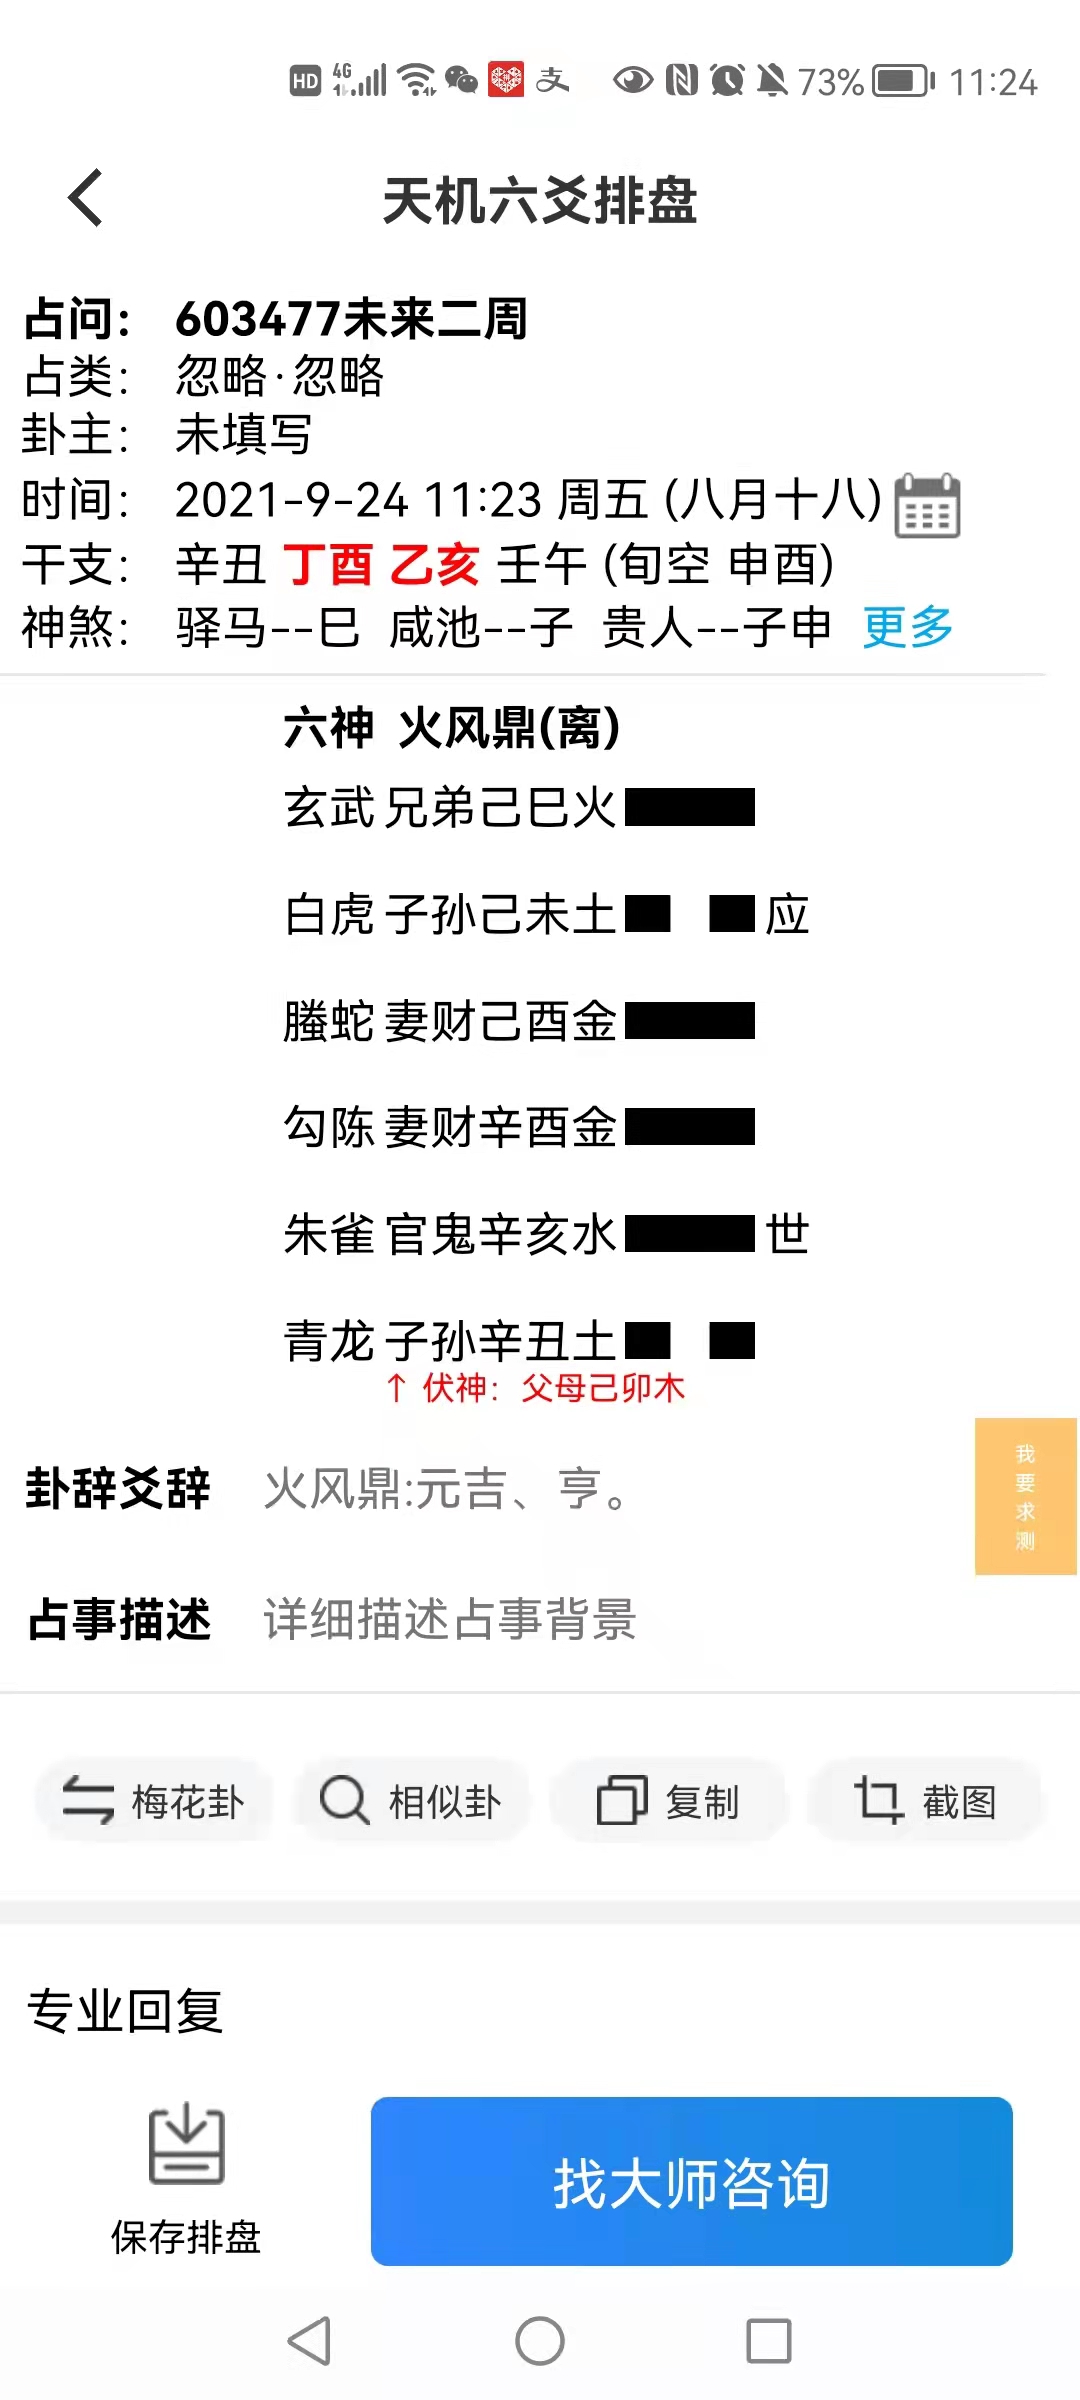 HD 4G 支 73% 11:24
天机六爻排盘
占问： 603477未来二周
占类： 忽略·忽略
卦主： 未填写
时间： 2021-9-24 11:23 周五 (八月十八)
干支： 辛丑 丁酉 乙亥 壬午 (旬空 申酉)
神煞： 驿马--巳 咸池--子 贵人--子申 更多
六神 火风鼎(离)
玄武 兄弟己巳火
白虎 子孙己未土 应
螣蛇 妻财己酉金
勾陈 妻财辛酉金
朱雀 官鬼辛亥水 世
青龙 子孙辛丑土
↑ 伏神：父母己卯木
卦辞爻辞 火风鼎:元吉、亨。
我要求测
占事描述 详细描述占事背景
梅花卦 相似卦 复制 截图
专业回复
保存排盘 找大师咨询